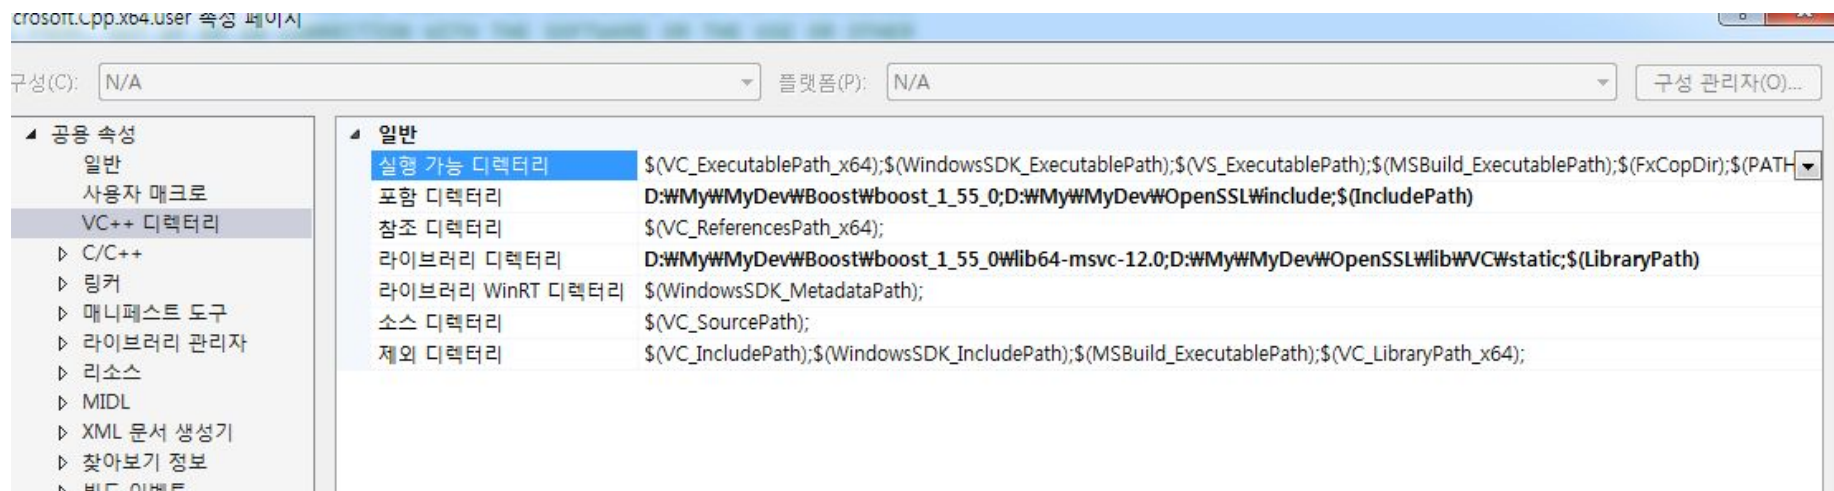 crosoft.Cpp.x64.user 속성 페이지
구성(C): N/A 플랫폼(P): N/A 구성 관리자(O)...
공용 속성
일반
사용자 매크로
VC++ 디렉터리
C/C++
링커
매니페스트 도구
라이브러리 관리자
리소스
MIDL
XML 문서 생성기
찾아보기 정보
빌드 이벤트
일반
실행 가능 디렉터리 $(VC_ExecutablePath_x64);$(WindowsSDK_ExecutablePath);$(VS_ExecutablePath);$(MSBuild_ExecutablePath);$(FxCopDir);$(PATH
포함 디렉터리 D:₩My₩MyDev₩Boost₩boost_1_55_0;D:₩My₩MyDev₩OpenSSL₩include;$(IncludePath)
참조 디렉터리 $(VC_ReferencesPath_x64);
라이브러리 디렉터리 D:₩My₩MyDev₩Boost₩boost_1_55_0₩lib64-msvc-12.0;D:₩My₩MyDev₩OpenSSL₩lib₩VC₩static;$(LibraryPath)
라이브러리 WinRT 디렉터리 $(WindowsSDK_MetadataPath);
소스 디렉터리 $(VC_SourcePath);
제외 디렉터리 $(VC_IncludePath);$(WindowsSDK_IncludePath);$(MSBuild_ExecutablePath);$(VC_LibraryPath_x64);